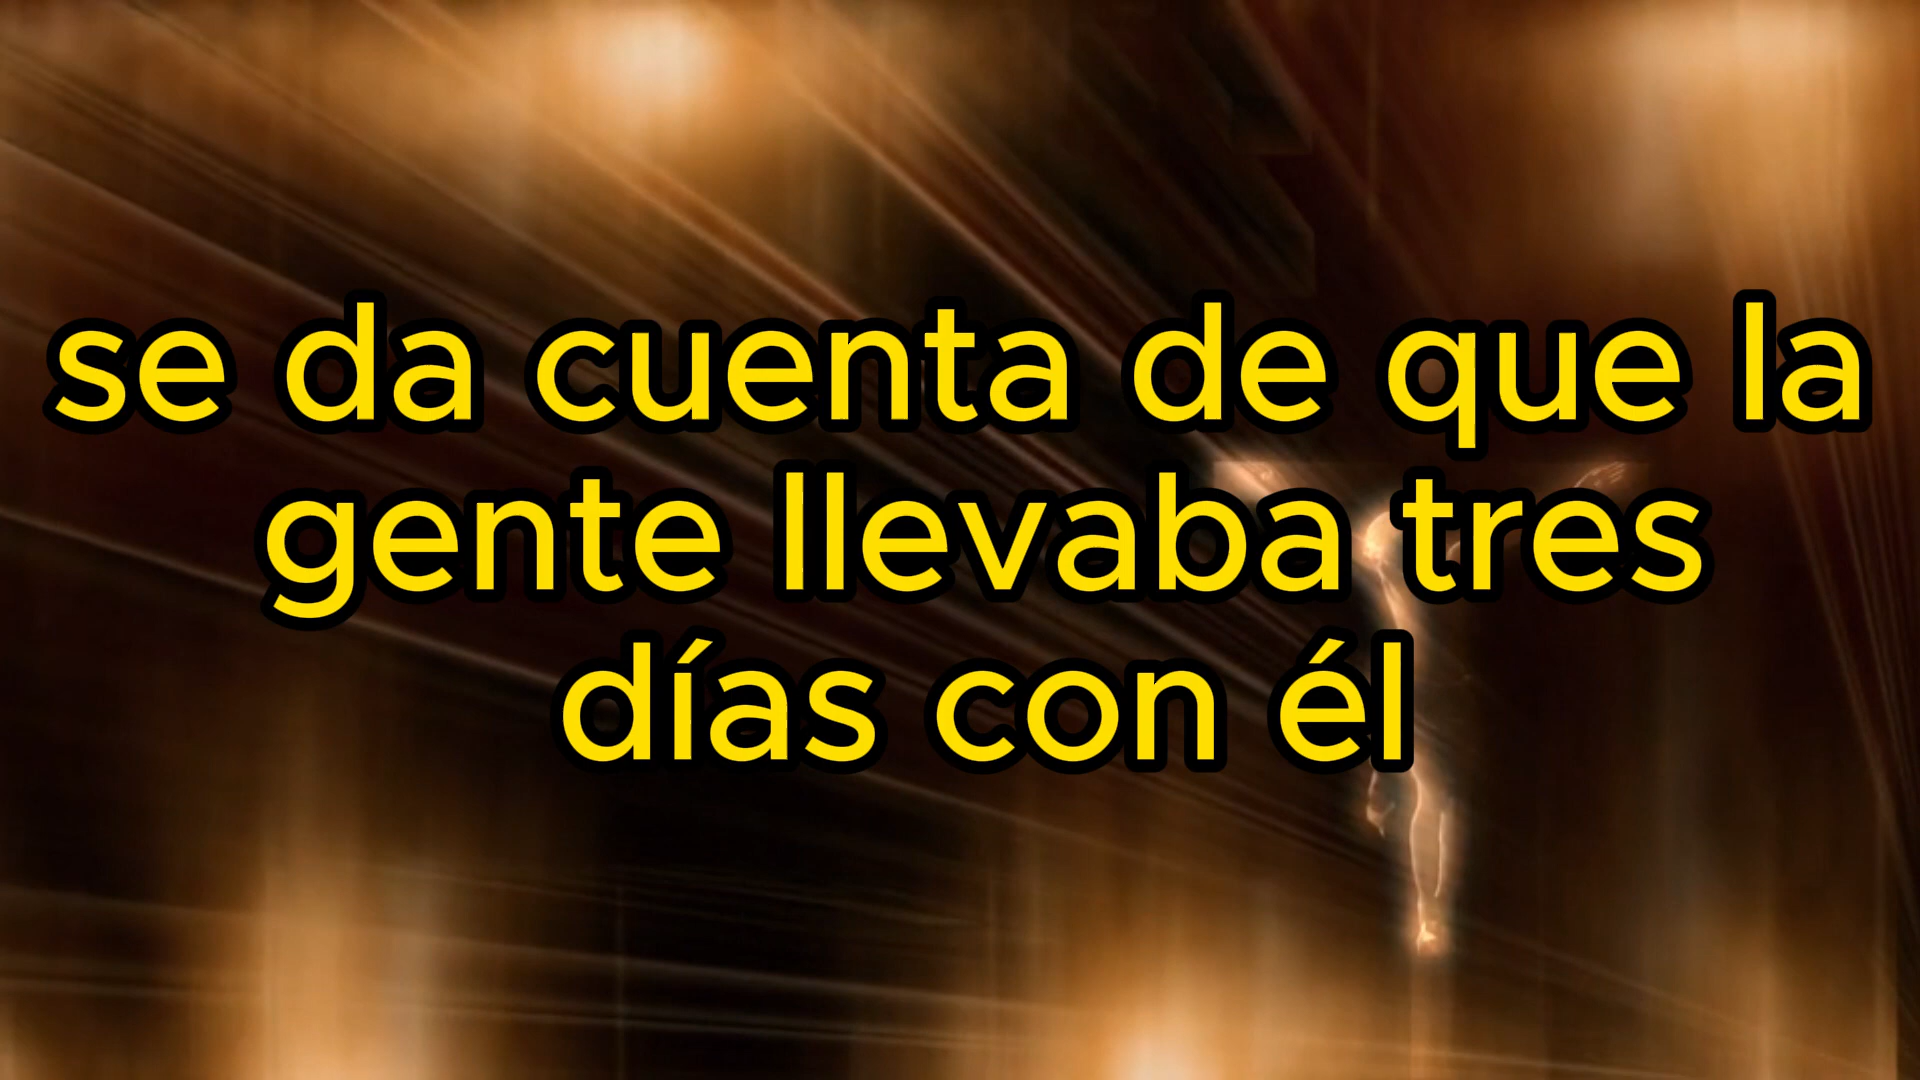 se da cuenta de que la
gente llevaba tres
días con él